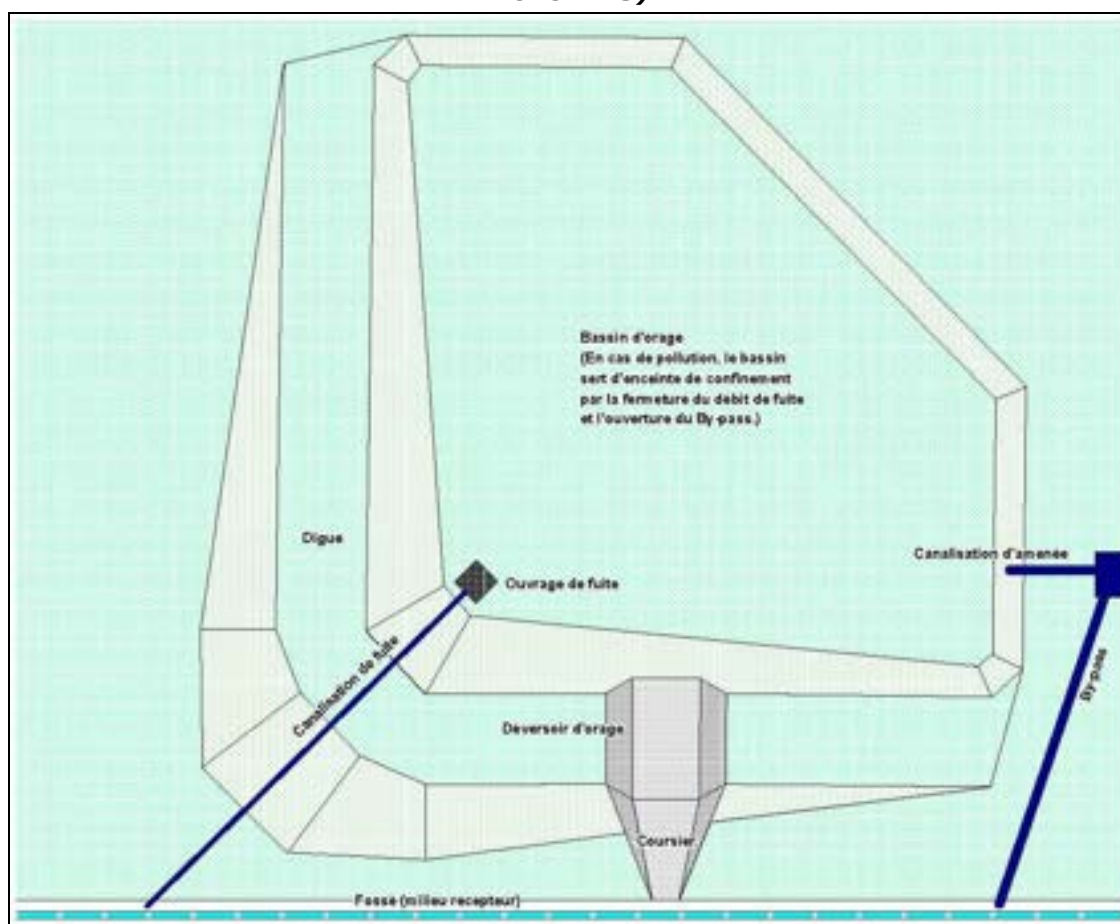 Bassin d'orage
(En cas de pollution, le bassin
sert d'enceinte de confinement
par la fermeture du débit de fuite
et l'ouverture du By-pass.)
Digue
Canalisation d'amenée
Ouvrage de fuite
Canalisation de fuite
By-pass
Déversoir d'orage
Coursier
Fossé (milieu récepteur)